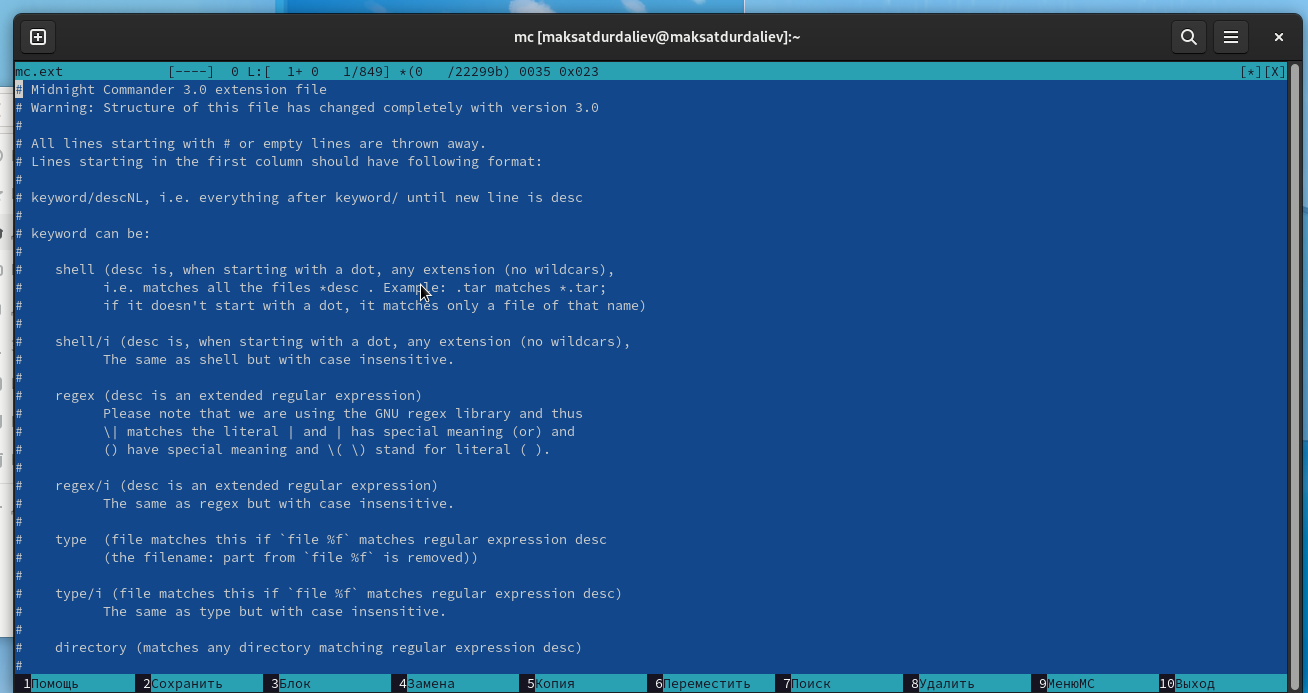 mc [maksatdurdaliev@maksatdurdaliev]:~
mc.ext [----] 0 L:[ 1+ 0 1/849] *(0 /22299b) 0035 0x023 [*][X]
# Midnight Commander 3.0 extension file
# Warning: Structure of this file has changed completely with version 3.0
#
# All lines starting with # or empty lines are thrown away.
# Lines starting in the first column should have following format:
#
# keyword/descNL, i.e. everything after keyword/ until new line is desc
#
# keyword can be:
#
# shell (desc is, when starting with a dot, any extension (no wildcars),
# i.e. matches all the files *desc . Example: .tar matches *.tar;
# if it doesn't start with a dot, it matches only a file of that name)
#
# shell/i (desc is, when starting with a dot, any extension (no wildcars),
# The same as shell but with case insensitive.
#
# regex (desc is an extended regular expression)
# Please note that we are using the GNU regex library and thus
# \| matches the literal | and | has special meaning (or) and
# () have special meaning and \( \) stand for literal ( ).
#
# regex/i (desc is an extended regular expression)
# The same as regex but with case insensitive.
#
# type (file matches this if `file %f` matches regular expression desc
# (the filename: part from `file %f` is removed))
#
# type/i (file matches this if `file %f` matches regular expression desc)
# The same as type but with case insensitive.
#
# directory (matches any directory matching regular expression desc)
#
1Помощь 2Сохранить 3Блок 4Замена 5Копия 6Переместить 7Поиск 8Удалить 9МенюMC 10Выход